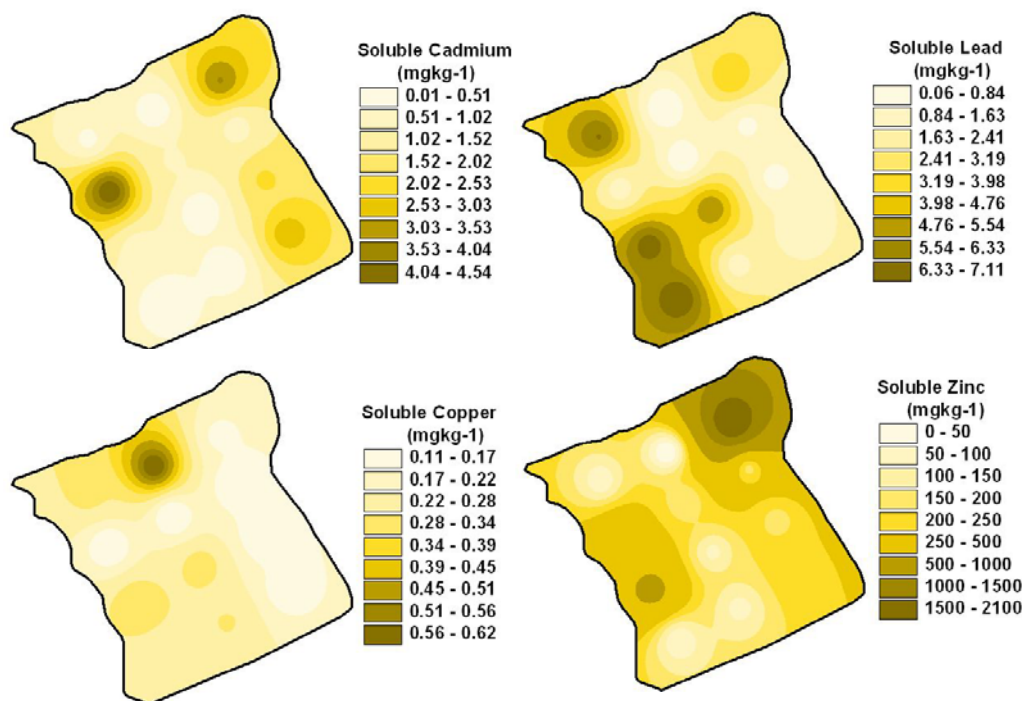 Soluble Cadmium
(mgkg-1)
0.01 - 0.51
0.51 - 1.02
1.02 - 1.52
1.52 - 2.02
2.02 - 2.53
2.53 - 3.03
3.03 - 3.53
3.53 - 4.04
4.04 - 4.54
Soluble Lead
(mgkg-1)
0.06 - 0.84
0.84 - 1.63
1.63 - 2.41
2.41 - 3.19
3.19 - 3.98
3.98 - 4.76
4.76 - 5.54
5.54 - 6.33
6.33 - 7.11
Soluble Copper
(mgkg-1)
0.11 - 0.17
0.17 - 0.22
0.22 - 0.28
0.28 - 0.34
0.34 - 0.39
0.39 - 0.45
0.45 - 0.51
0.51 - 0.56
0.56 - 0.62
Soluble Zinc
(mgkg-1)
0 - 50
50 - 100
100 - 150
150 - 200
200 - 250
250 - 500
500 - 1000
1000 - 1500
1500 - 2100